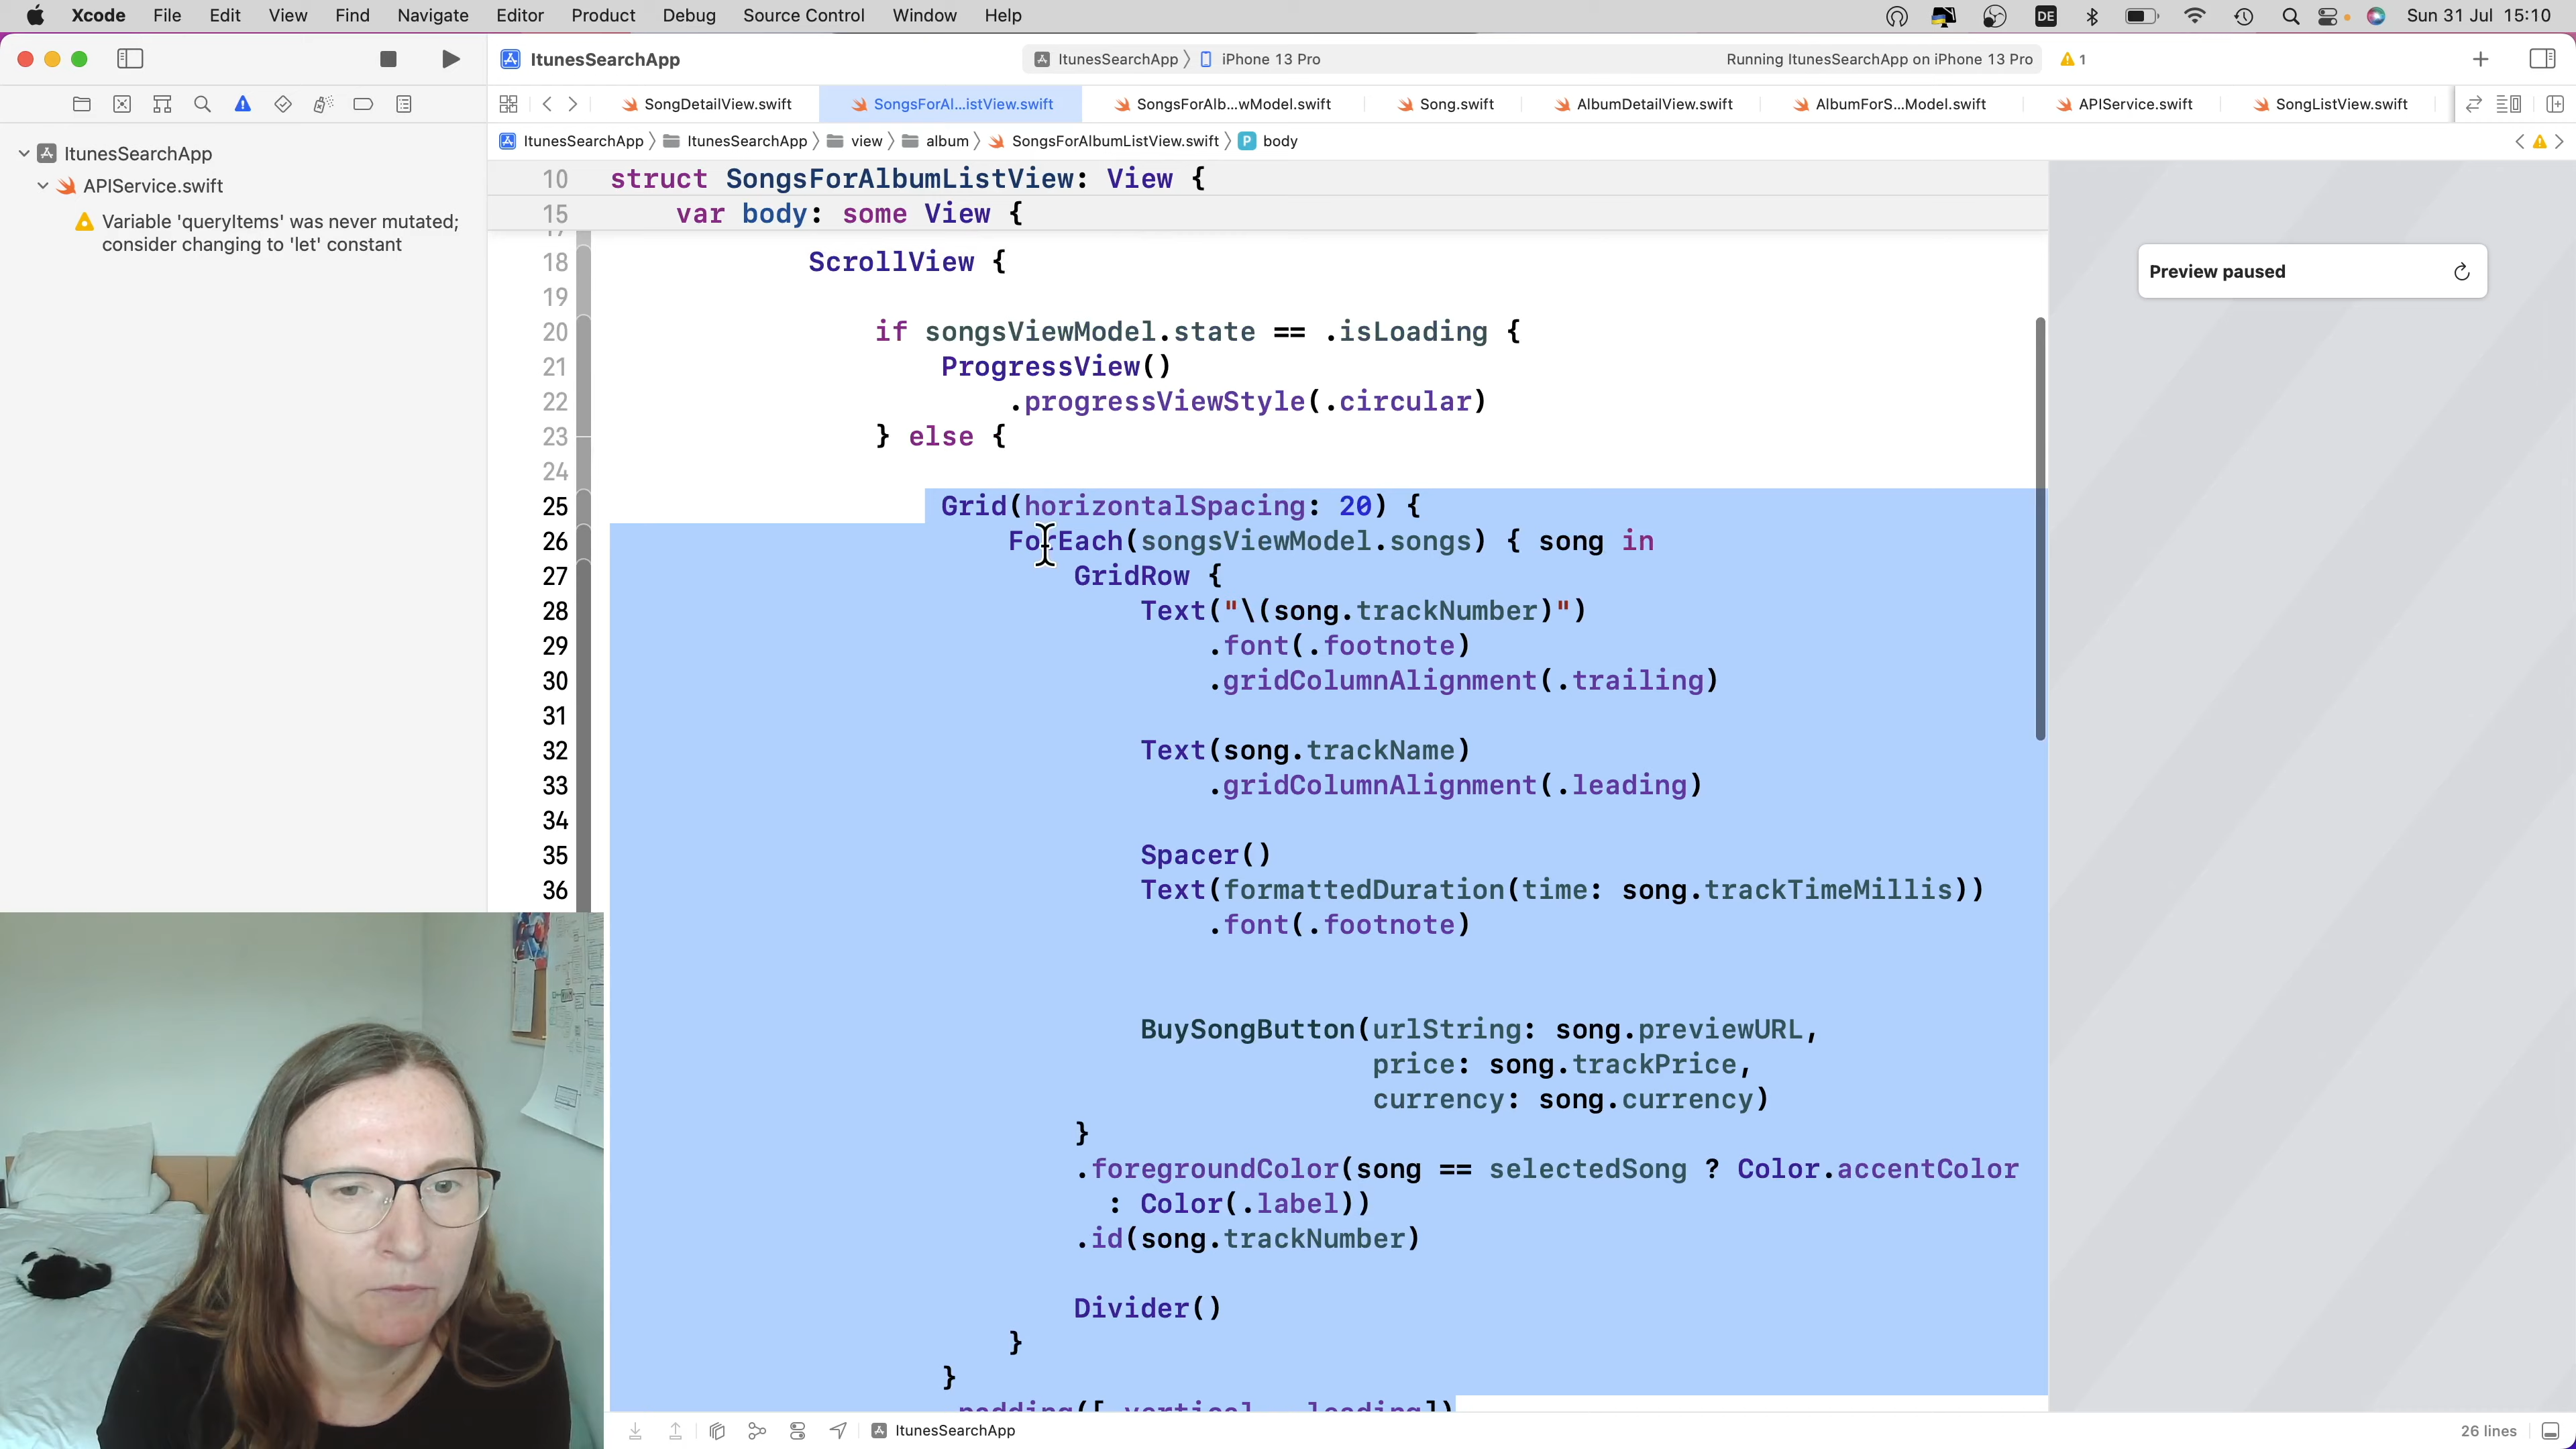 Xcode File Edit View Find Navigate Editor Product Debug Source Control Window Help DE Sun 31 Jul 15:10
ItunesSearchApp
ItunesSearchApp iPhone 13 Pro
Running ItunesSearchApp on iPhone 13 Pro 1
SongDetailView.swift SongsForAl...istView.swift SongsForAlb...wModel.swift Song.swift AlbumDetailView.swift AlbumForS...Model.swift APIService.swift SongListView.swift
ItunesSearchApp ItunesSearchApp view album SongsForAlbumListView.swift P body
ItunesSearchApp
APIService.swift
Variable 'queryItems' was never mutated;
consider changing to 'let' constant
10 struct SongsForAlbumListView: View {
15 var body: some View {
18 ScrollView {
19
20 if songsViewModel.state == .isLoading {
21 ProgressView()
22 .progressViewStyle(.circular)
23 } else {
24
25 Grid(horizontalSpacing: 20) {
26 ForEach(songsViewModel.songs) { song in
27 GridRow {
28 Text("\(song.trackNumber)")
29 .font(.footnote)
30 .gridColumnAlignment(.trailing)
31
32 Text(song.trackName)
33 .gridColumnAlignment(.leading)
34
35 Spacer()
36 Text(formattedDuration(time: song.trackTimeMillis))
.font(.footnote)
BuySongButton(urlString: song.previewURL,
price: song.trackPrice,
currency: song.currency)
}
.foregroundColor(song == selectedSong ? Color.accentColor
: Color(.label))
.id(song.trackNumber)
Divider()
}
}
.padding([.vertical, .leading])
Preview paused
ItunesSearchApp
26 lines